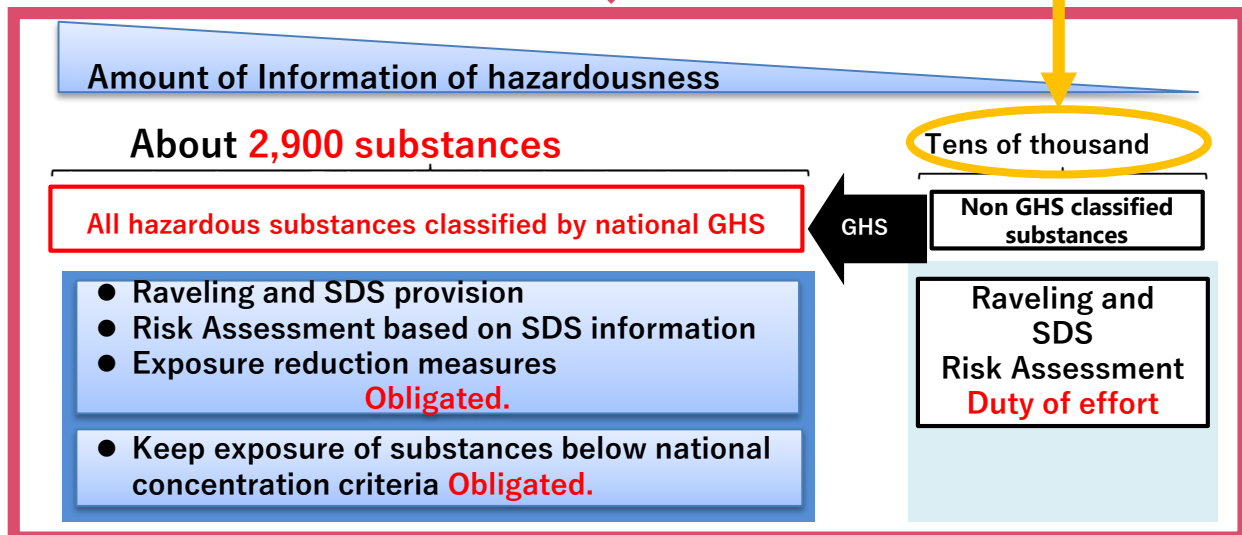 Amount of Information of hazardousness
About 2,900 substances
Tens of thousand
All hazardous substances classified by national GHS
GHS
Non GHS classified
substances
● Raveling and SDS provision
● Risk Assessment based on SDS information
● Exposure reduction measures
Obligated.
● Keep exposure of substances below national
concentration criteria Obligated.
Raveling and
SDS
Risk Assessment
Duty of effort